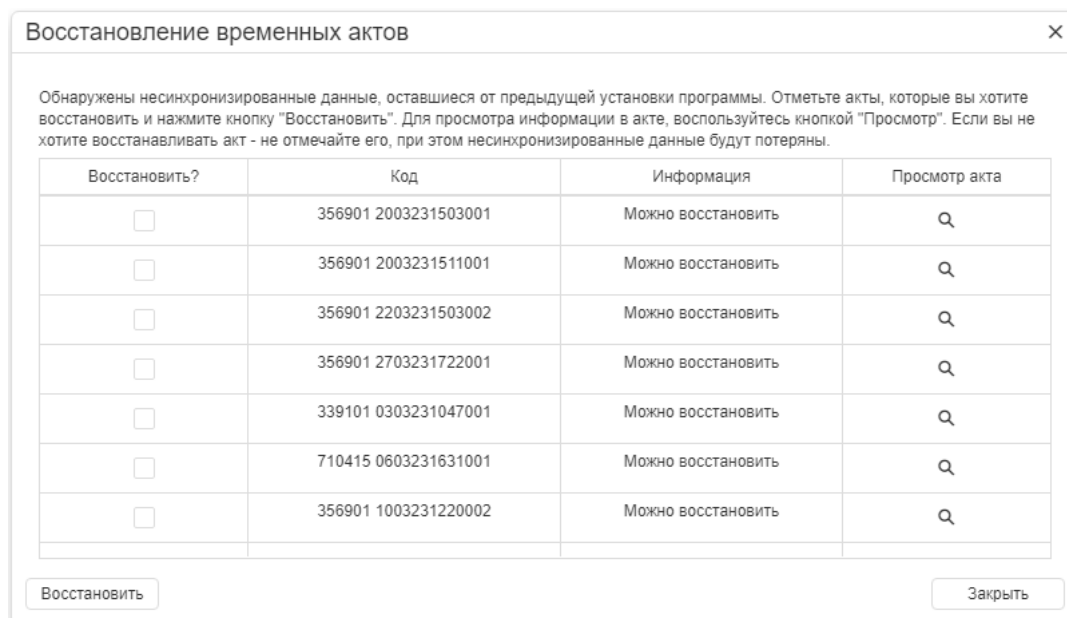 Восстановление временных актов
Обнаружены несинхронизированные данные, оставшиеся от предыдущей установки программы. Отметьте акты, которые вы хотите
восстановить и нажмите кнопку "Восстановить". Для просмотра информации в акте, воспользуйтесь кнопкой "Просмотр". Если вы не
хотите восстанавливать акт - не отмечайте его, при этом несинхронизированные данные будут потеряны.
Восстановить? Код Информация Просмотр акта
356901 2003231503001 Можно восстановить
356901 2003231511001 Можно восстановить
356901 2203231503002 Можно восстановить
356901 2703231722001 Можно восстановить
339101 0303231047001 Можно восстановить
710415 0603231631001 Можно восстановить
356901 1003231220002 Можно восстановить
Восстановить Закрыть